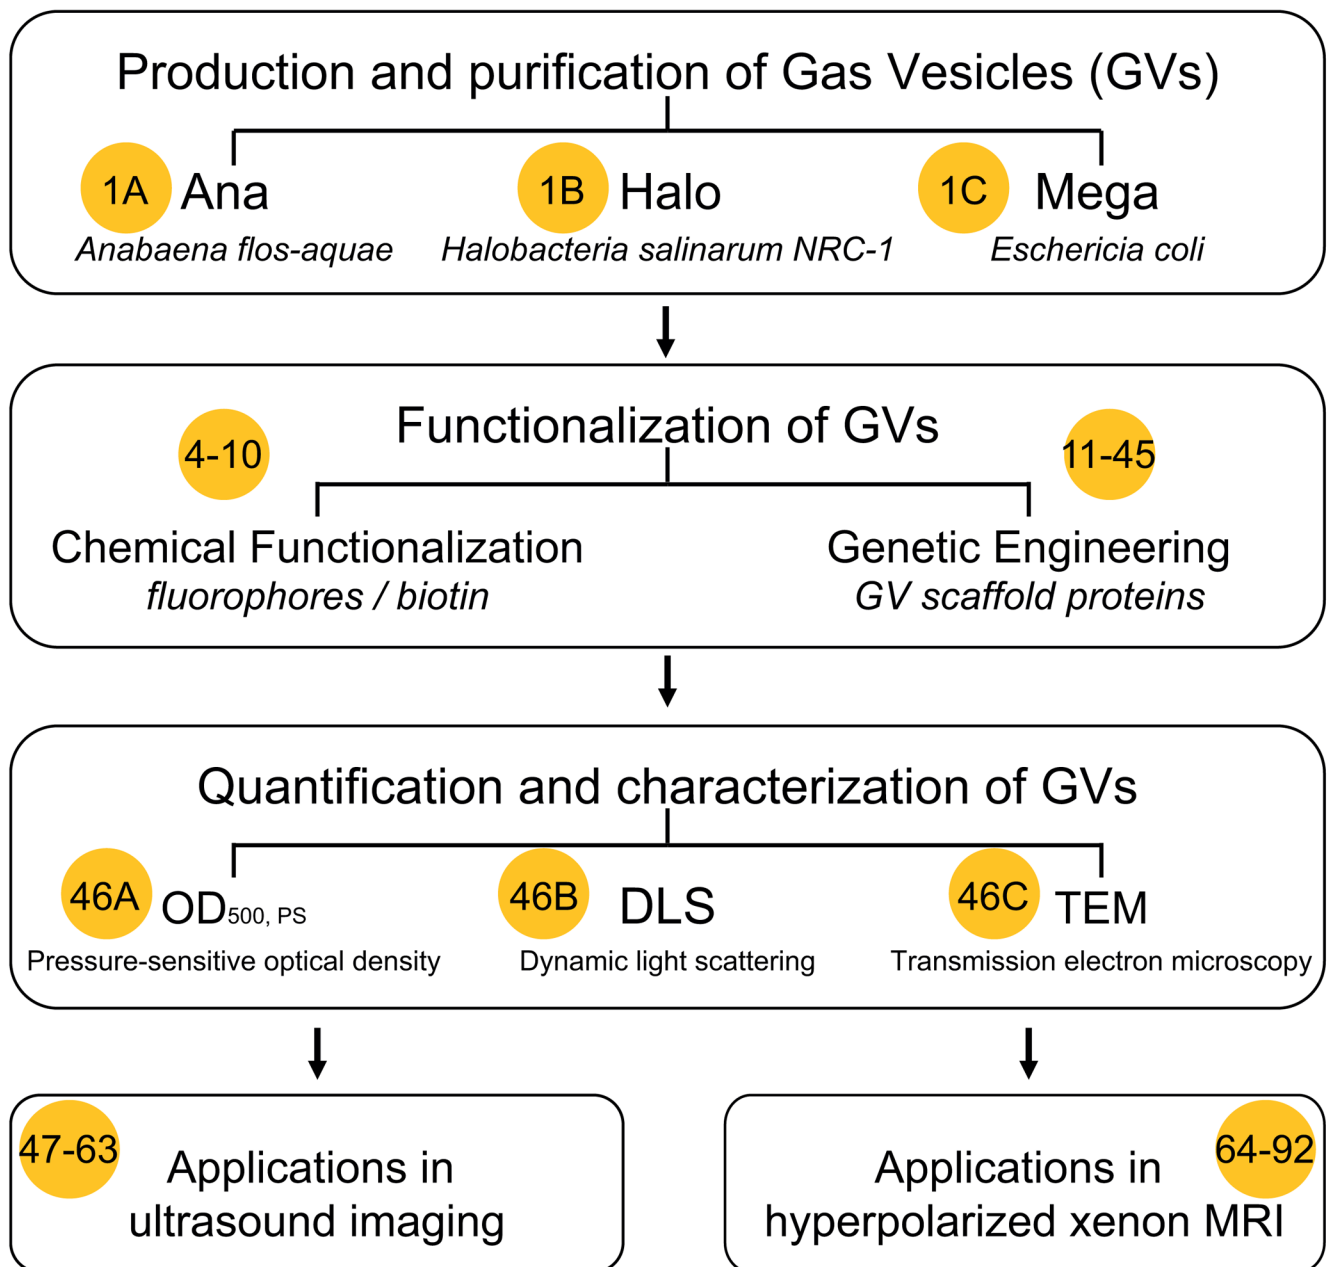 Production and purification of Gas Vesicles (GVs)
1A Ana
1B Halo
1C Mega
Anabaena flos-aquae
Halobacteria salinarum NRC-1
Eschericia coli
Functionalization of GVs
4-10
11-45
Chemical Functionalization
fluorophores / biotin
Genetic Engineering
GV scaffold proteins
Quantification and characterization of GVs
46A OD500, PS
46B DLS
46C TEM
Pressure-sensitive optical density
Dynamic light scattering
Transmission electron microscopy
47-63
Applications in
ultrasound imaging
64-92
Applications in
hyperpolarized xenon MRI